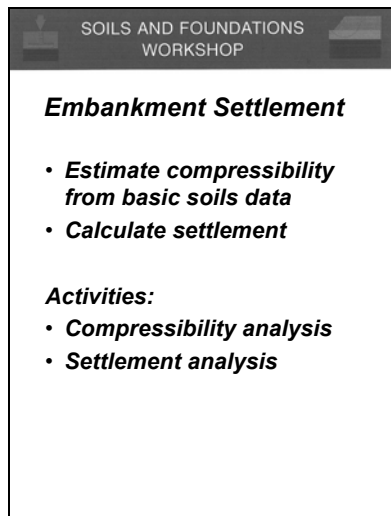 SOILS AND FOUNDATIONS
WORKSHOP
Embankment Settlement
• Estimate compressibility
from basic soils data
• Calculate settlement
Activities:
• Compressibility analysis
• Settlement analysis